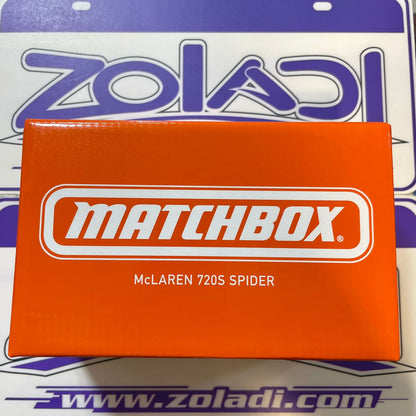 ZOLADI
MATCHBOX®
McLAREN 720S SPIDER
www.zoladi.com